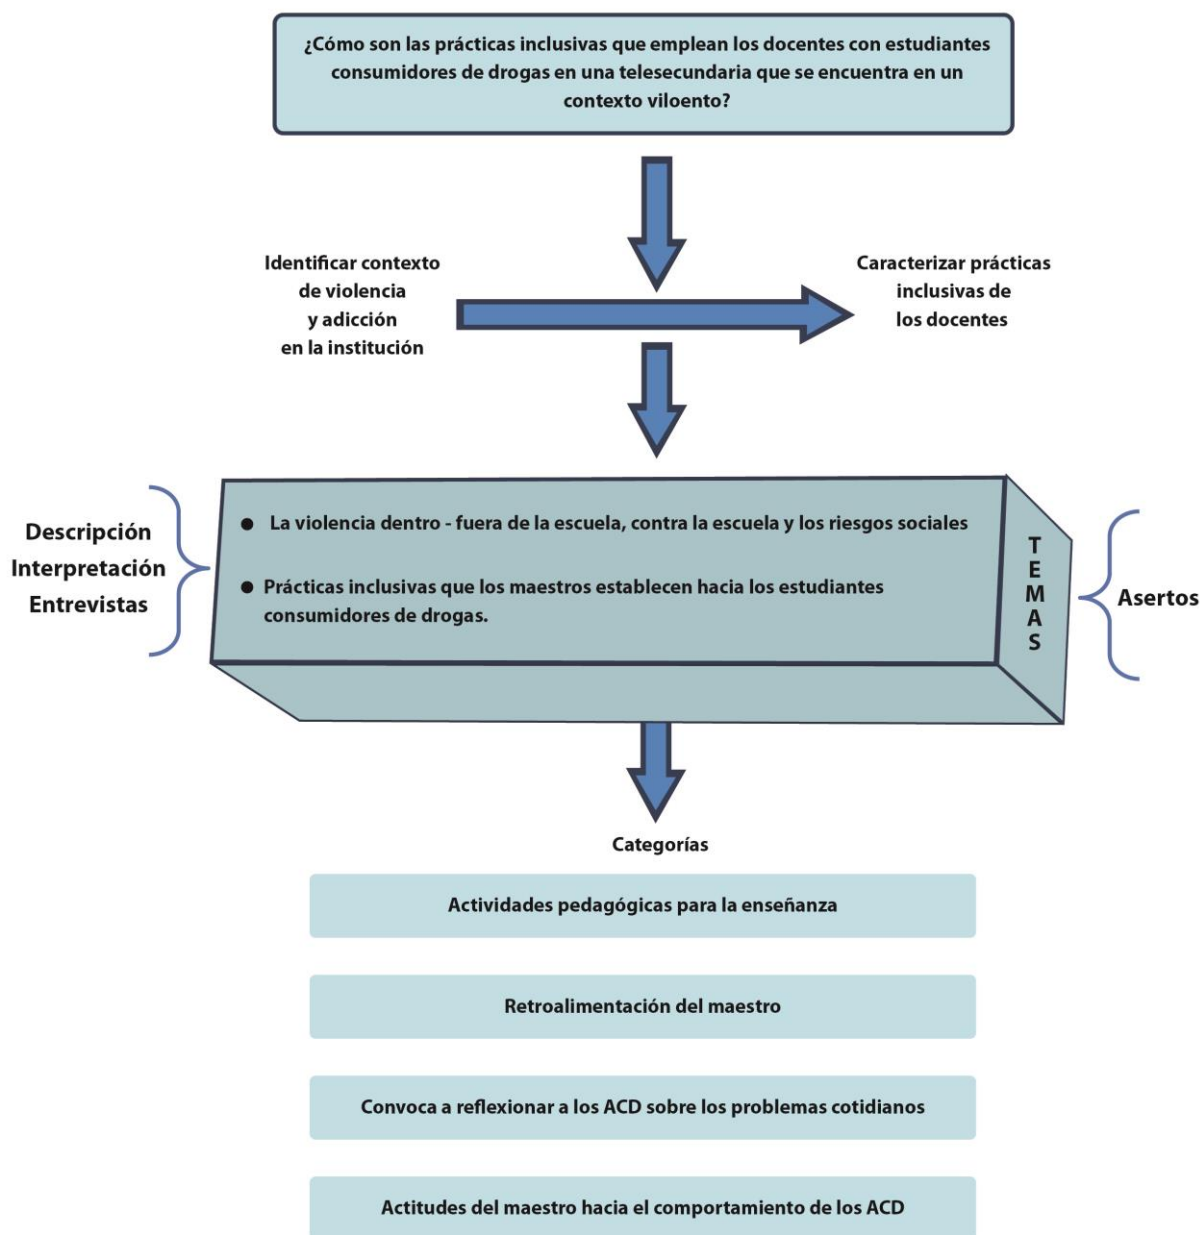 ¿Cómo son las prácticas inclusivas que emplean los docentes con estudiantes
consumidores de drogas en una telesecundaria que se encuentra en un
contexto viloento?
Identificar contexto
de violencia
y adicción
en la institución
Caracterizar prácticas
inclusivas de
los docentes
Descripción
Interpretación
Entrevistas
● La violencia dentro - fuera de la escuela, contra la escuela y los riesgos sociales
● Prácticas inclusivas que los maestros establecen hacia los estudiantes
consumidores de drogas.
TEMAS
Asertos
Categorías
Actividades pedagógicas para la enseñanza
Retroalimentación del maestro
Convoca a reflexionar a los ACD sobre los problemas cotidianos
Actitudes del maestro hacia el comportamiento de los ACD